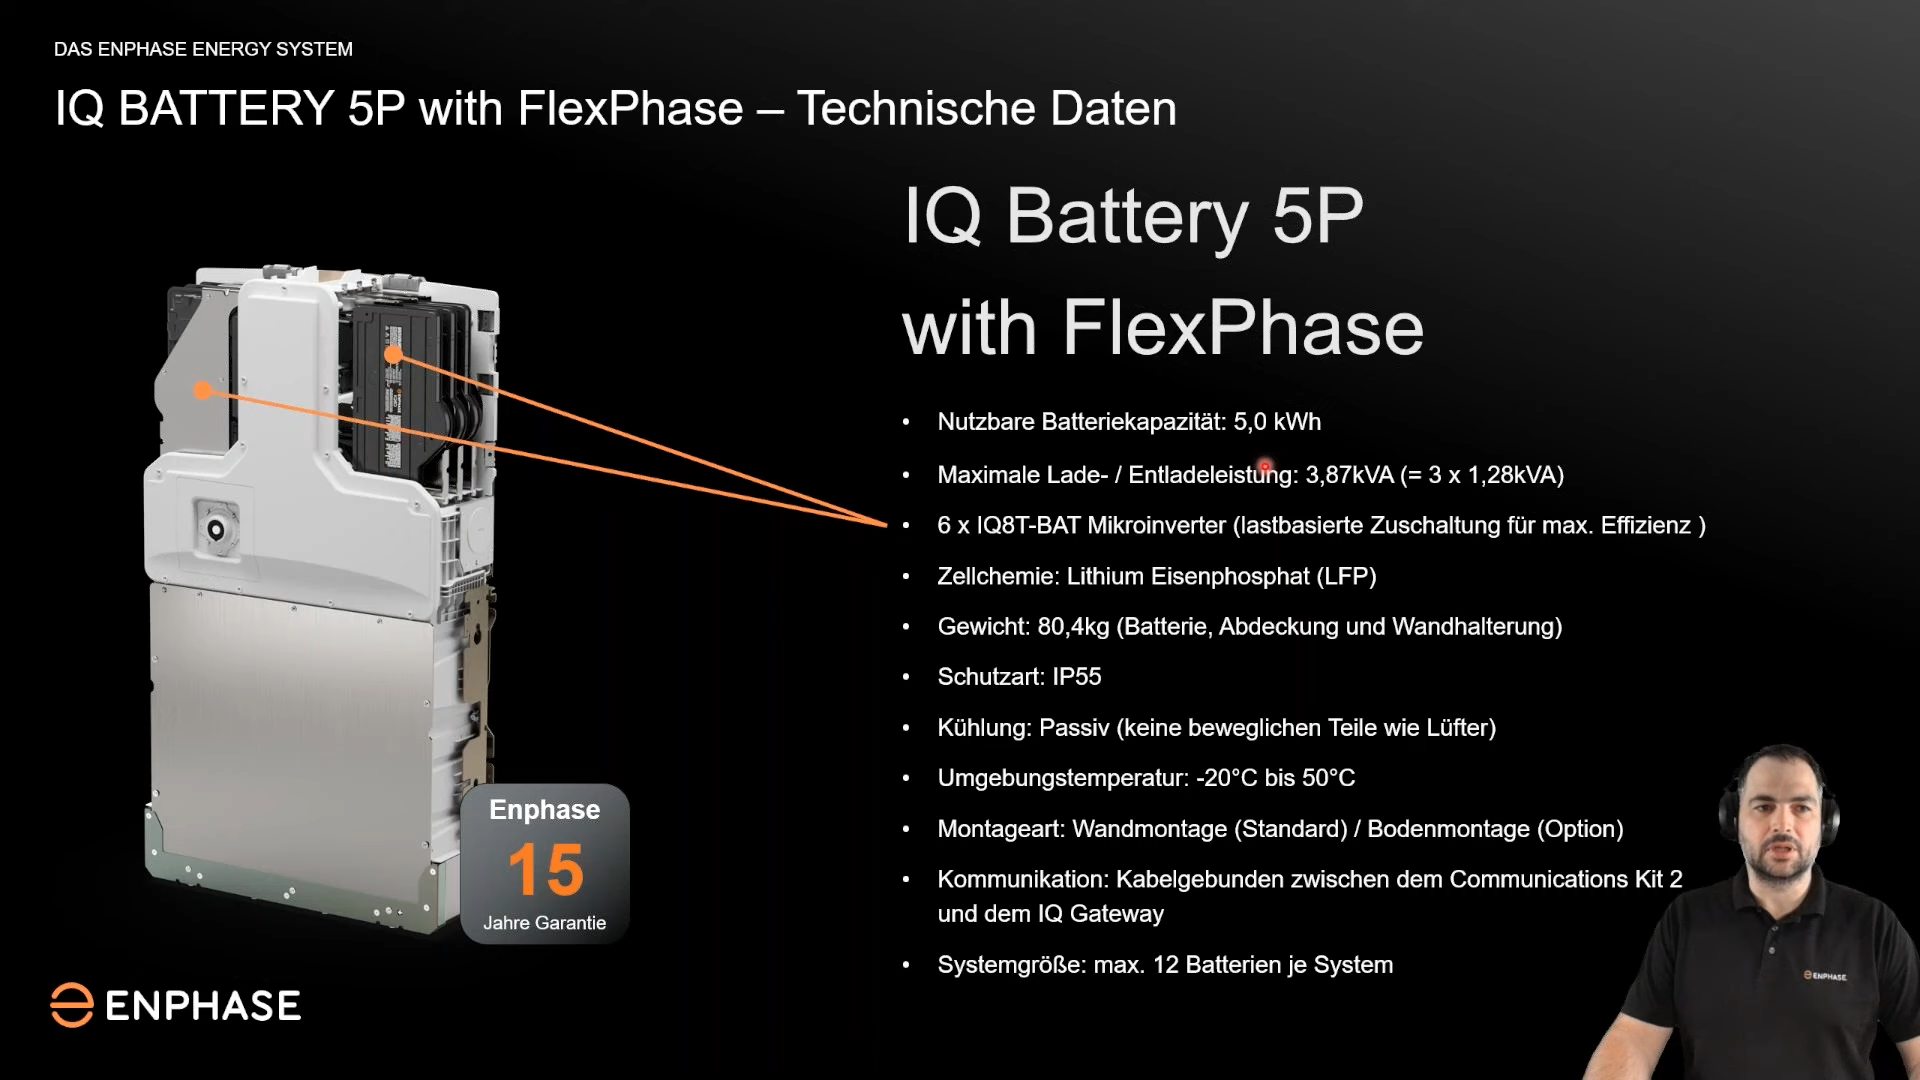 DAS ENPHASE ENERGY SYSTEM
IQ BATTERY 5P with FlexPhase – Technische Daten
IQ Battery 5P
with FlexPhase
• Nutzbare Batteriekapazität: 5,0 kWh
• Maximale Lade- / Entladeleistung: 3,87kVA (= 3 x 1,28kVA)
• 6 x IQ8T-BAT Mikroinverter (lastbasierte Zuschaltung für max. Effizienz )
• Zellchemie: Lithium Eisenphosphat (LFP)
• Gewicht: 80,4kg (Batterie, Abdeckung und Wandhalterung)
• Schutzart: IP55
• Kühlung: Passiv (keine beweglichen Teile wie Lüfter)
• Umgebungstemperatur: -20°C bis 50°C
• Montageart: Wandmontage (Standard) / Bodenmontage (Option)
• Kommunikation: Kabelgebunden zwischen dem Communications Kit 2
und dem IQ Gateway
• Systemgröße: max. 12 Batterien je System
Enphase
15
Jahre Garantie
ENPHASE
ENPHASE